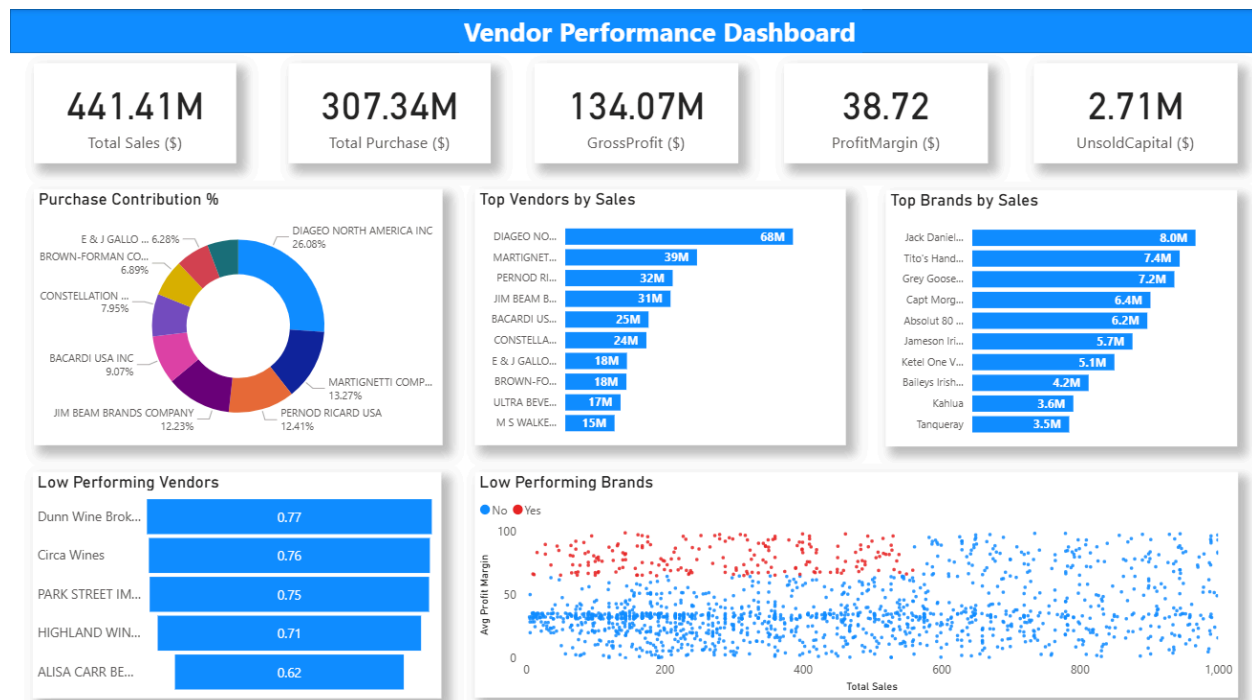 Vendor Performance Dashboard
441.41M
Total Sales ($)
307.34M
Total Purchase ($)
134.07M
GrossProfit ($)
38.72
ProfitMargin ($)
2.71M
UnsoldCapital ($)
Purchase Contribution %
DIAGEO NORTH AMERICA INC
26.08%
MARTIGNETTI COMP...
13.27%
PERNOD RICARD USA
12.41%
JIM BEAM BRANDS COMPANY
12.23%
BACARDI USA INC
9.07%
CONSTELLATION ...
7.95%
BROWN-FORMAN CO...
6.89%
E & J GALLO ... 6.28%
Top Vendors by Sales
DIAGEO NO... 68M
MARTIGNET... 39M
PERNOD RI... 32M
JIM BEAM B... 31M
BACARDI US... 25M
CONSTELLA... 24M
E & J GALLO... 18M
BROWN-FO... 18M
ULTRA BEVE... 17M
M S WALKE... 15M
Top Brands by Sales
Jack Daniel... 8.0M
Tito's Hand... 7.4M
Grey Goose... 7.2M
Capt Morg... 6.4M
Absolut 80 ... 6.2M
Jameson Iri... 5.7M
Ketel One V... 5.1M
Baileys Irish... 4.2M
Kahlua 3.6M
Tanqueray 3.5M
Low Performing Vendors
Dunn Wine Brok... 0.77
Circa Wines 0.76
PARK STREET IM... 0.75
HIGHLAND WIN... 0.71
ALISA CARR BE... 0.62
Low Performing Brands
No Yes
Avg Profit Margin
100
50
0
0 200 400 600 800 1,000
Total Sales